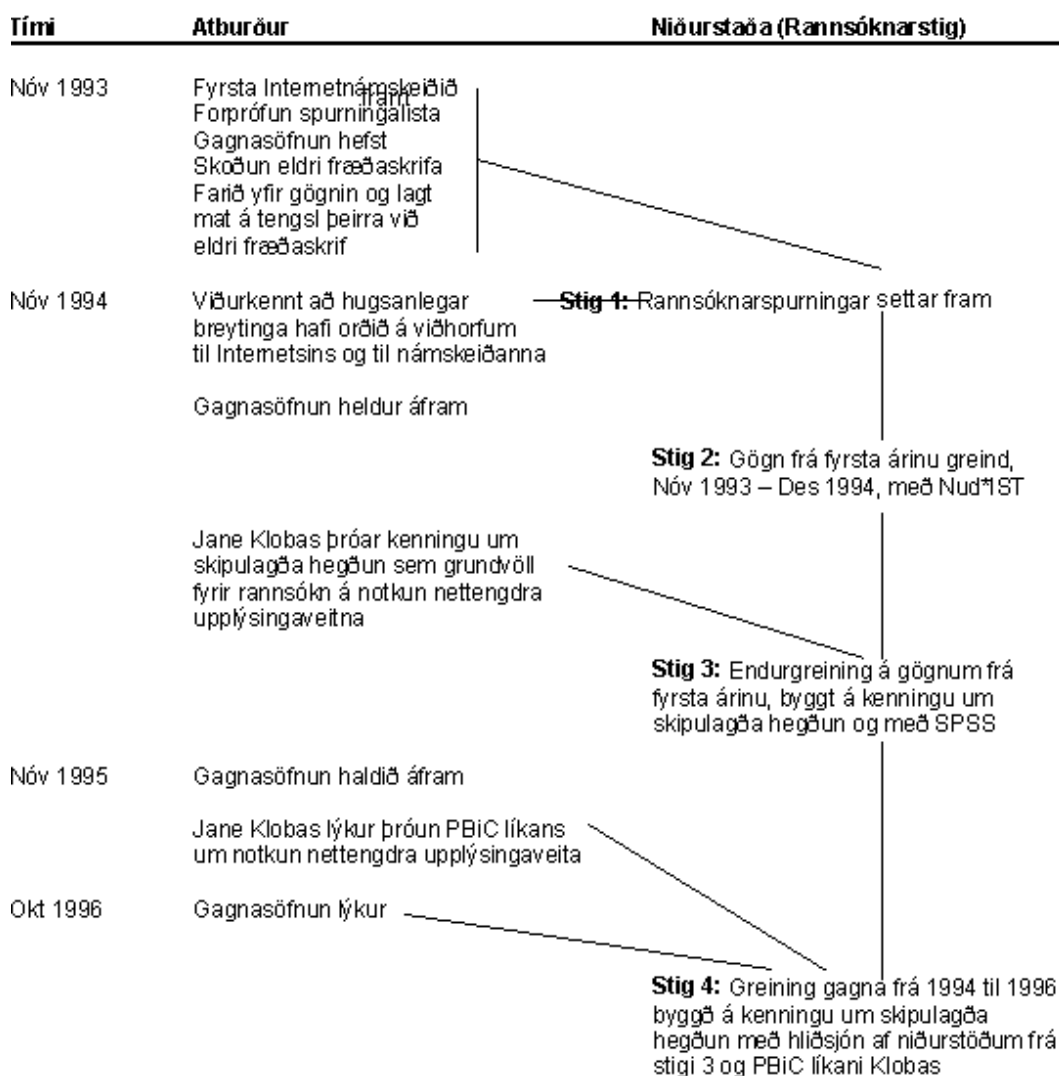 Tími Atburður Niðurstaða (Rannsóknarstig)
Nóv 1993 Fyrsta Internetnámskeiðið
fram
Forprófun spurningalista
Gagnasöfnun hefst
Skoðun eldri fræðaskrifa
Farið yfir gögnin og lagt
mat á tengsl þeirra við
eldri fræðaskrif
Nóv 1994 Viðurkennt að hugsanlegar Stig 1: Rannsóknarspurningar settar fram
breytinga hafi orðið á viðhorfum
til Internetsins og til námskeiðanna
Gagnasöfnun heldur áfram
Stig 2: Gögn frá fyrsta árinu greind,
Nóv 1993 – Des 1994, með Nud*IST
Jane Klobas þróar kenningu um
skipulagða hegðun sem grundvöll
fyrir rannsókn á notkun nettengdra
upplýsingaveitna
Stig 3: Endurgreining á gögnum frá
fyrsta árinu, byggt á kenningu um
skipulagða hegðun og með SPSS
Nóv 1995 Gagnasöfnun haldið áfram
Jane Klobas lýkur þróun PBiC líkans
um notkun nettengdra upplýsingaveita
Okt 1996 Gagnasöfnun lýkur
Stig 4: Greining gagna frá 1994 til 1996
byggð á kenningu um skipulagða
hegðun með hliðsjón af niðurstöðum frá
stigi 3 og PBiC líkani Klobas